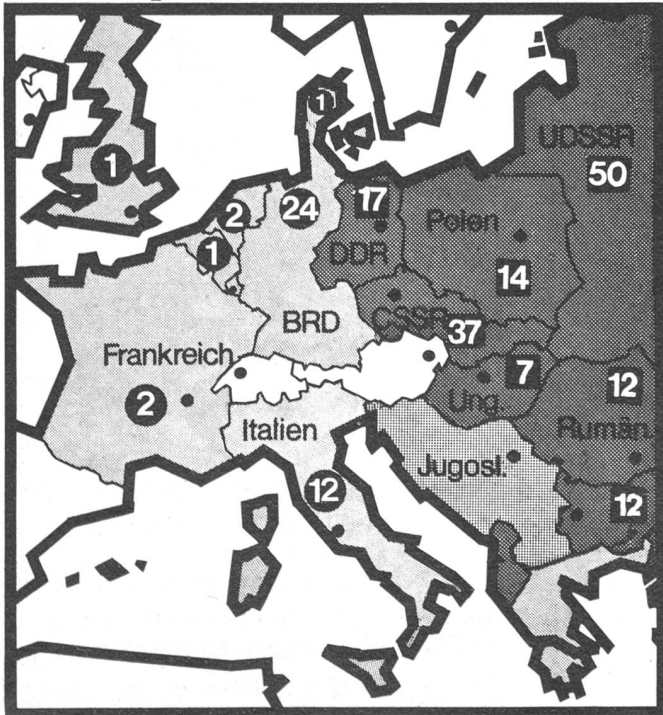 1
UDSSR
50
1
2
24
17
Polen
1
DDR
14
BRD
CSSR
37
Frankreich
7
12
2
Ung.
Italien
Rumän.
Jugosl.
12
12